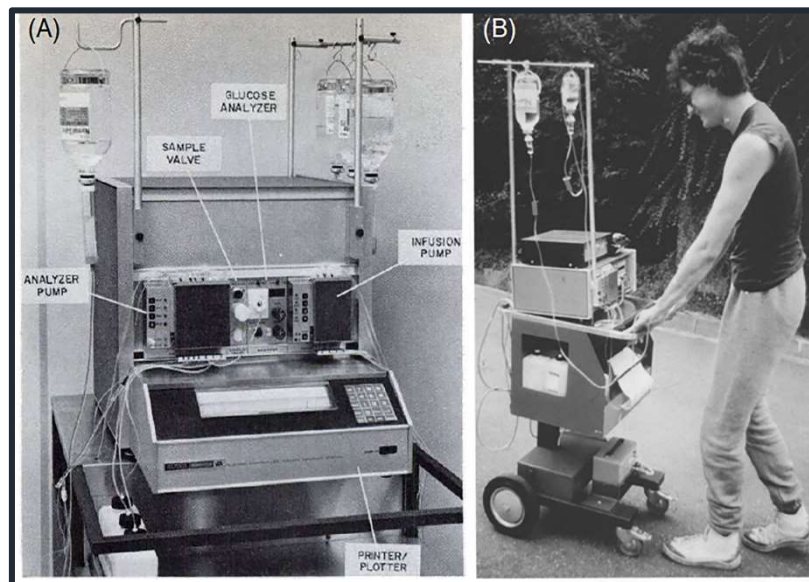 (A)
(B)
GLUCOSE
ANALYZER
SAMPLE
VALVE
INFUSION
PUMP
ANALYZER
PUMP
PRINTER/
PLOTTER